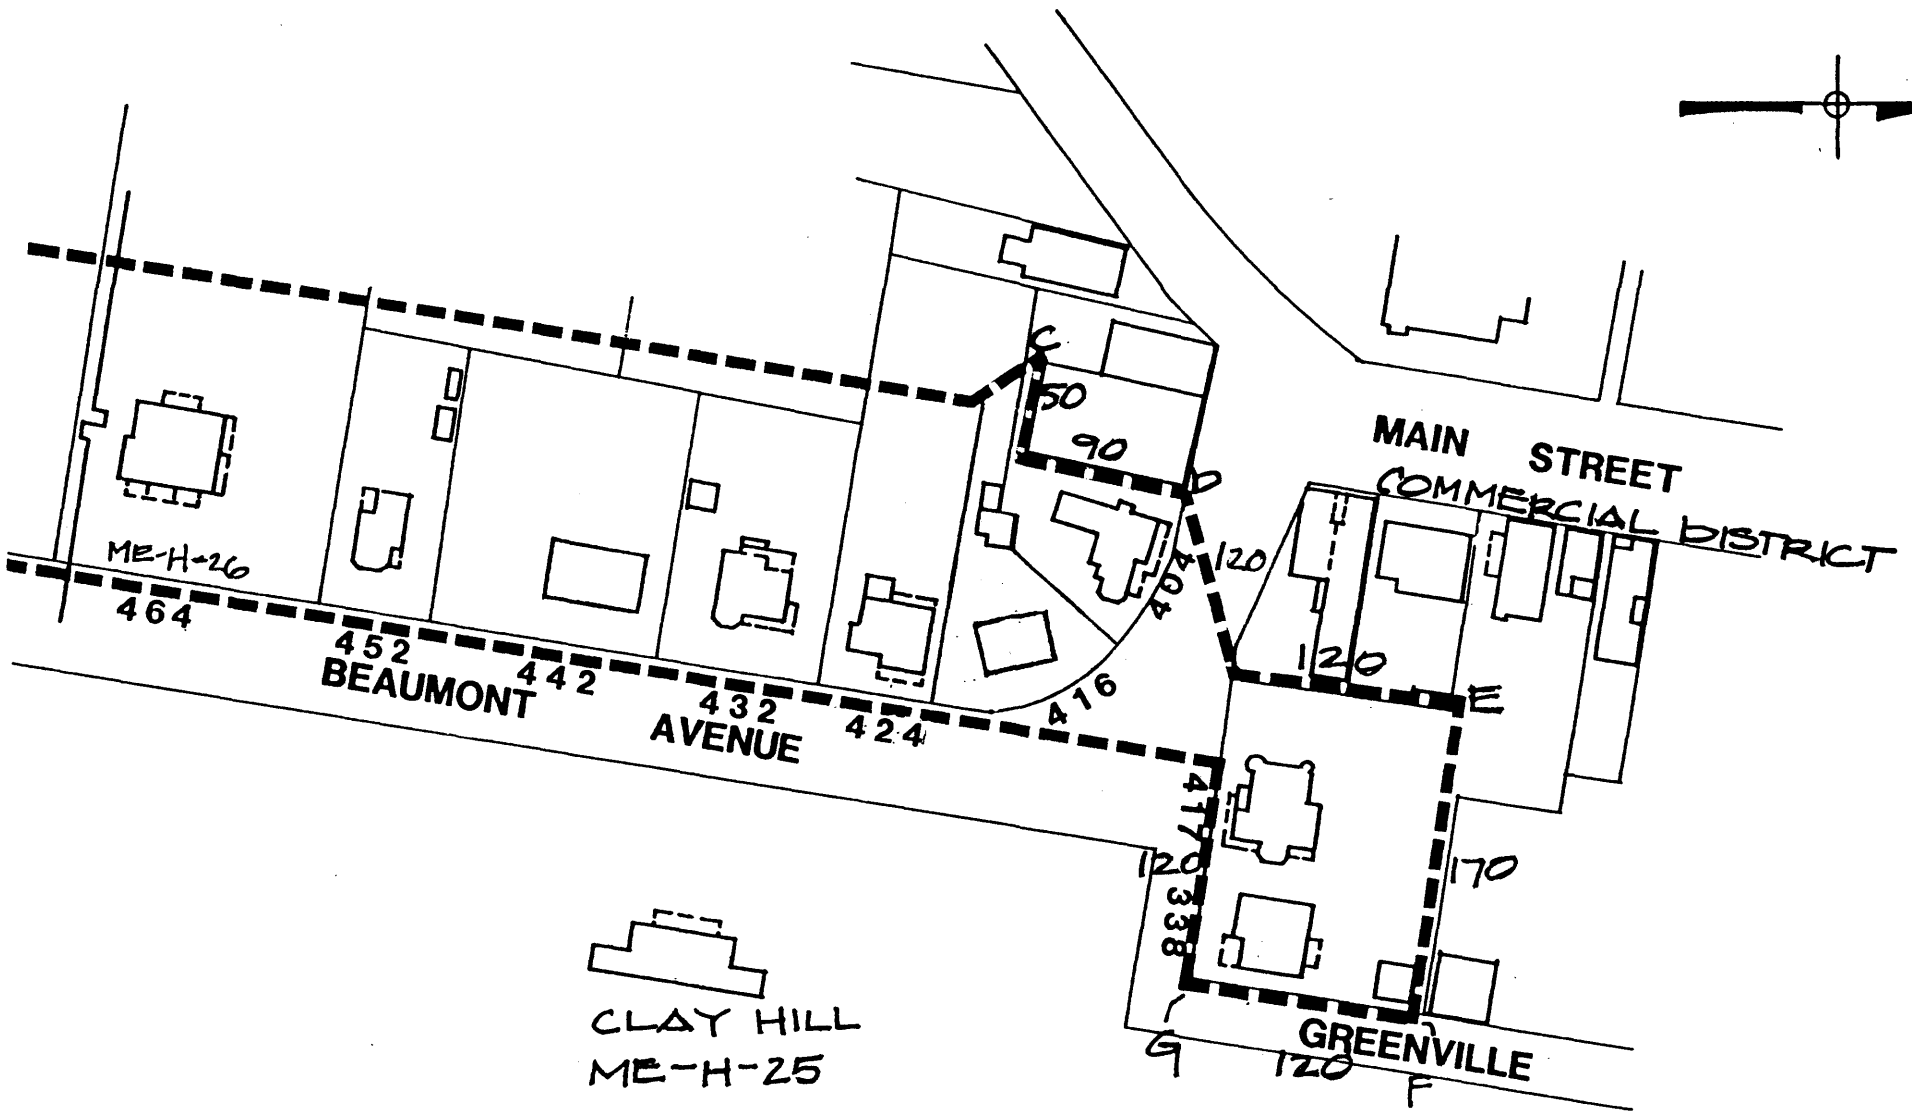 C
50
90
D
MAIN STREET
COMMERCIAL DISTRICT
120
404
ME-H-26
464
452
442
432
424
416
BEAUMONT AVENUE
120
E
417
120
338
170
CLAY HILL
ME-H-25
G
GREENVILLE
120
F